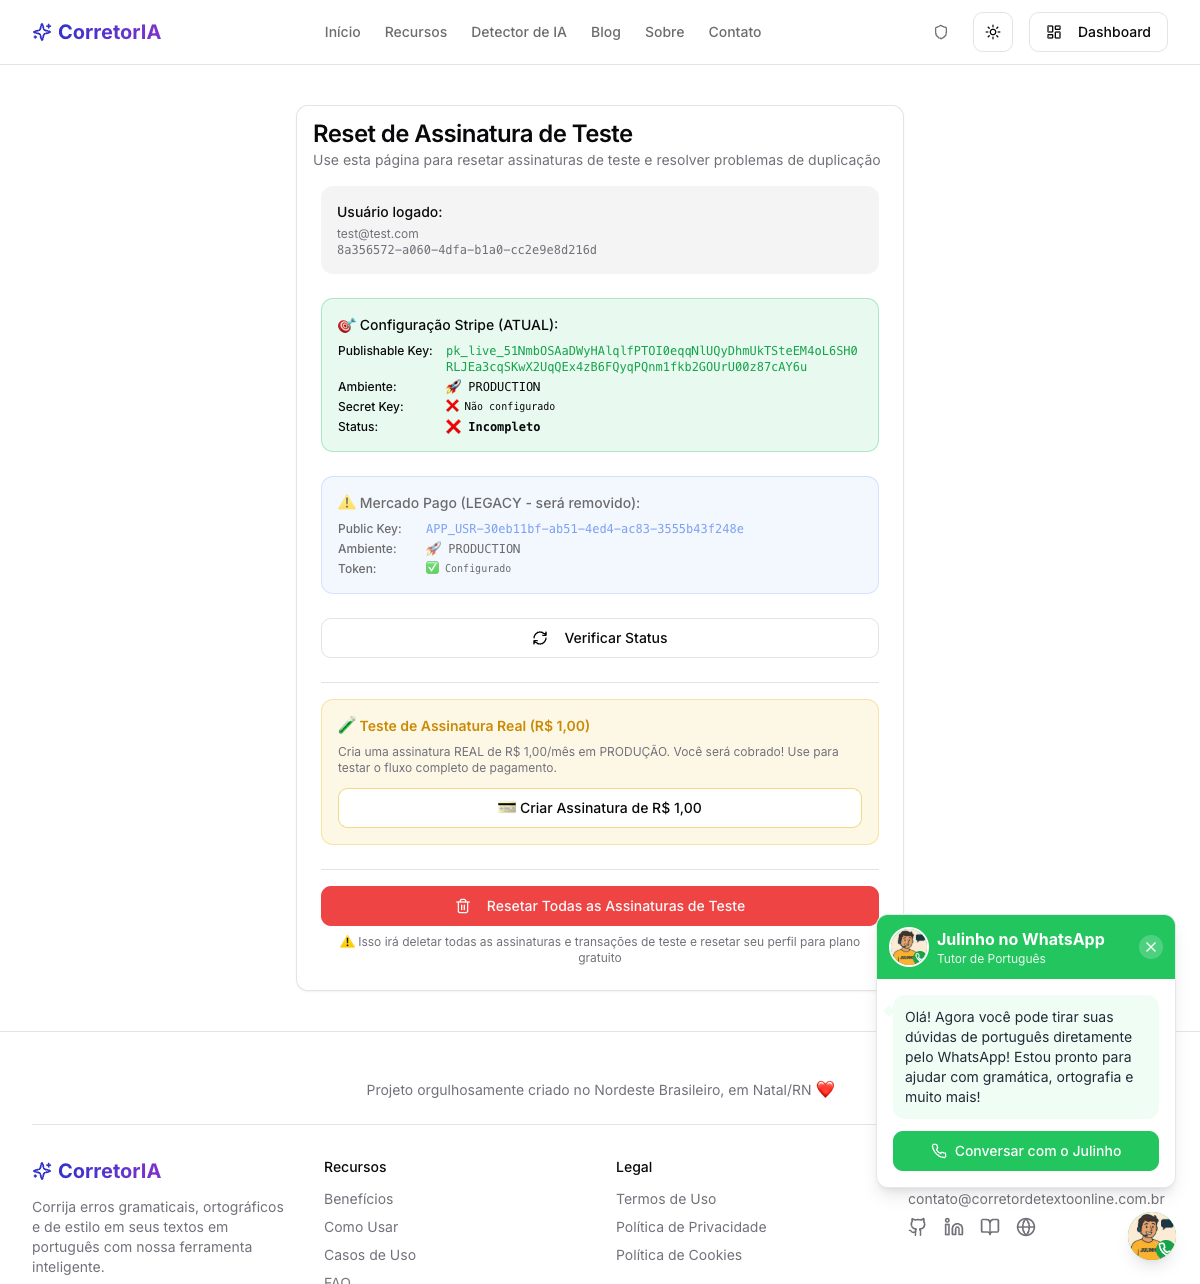 CorretorIA
Início
Recursos
Detector de IA
Blog
Sobre
Contato
Dashboard
Reset de Assinatura de Teste
Use esta página para resetar assinaturas de teste e resolver problemas de duplicação
Usuário logado:
test@test.com
8a356572-a060-4dfa-b1a0-cc2e9e8d216d
🎯 Configuração Stripe (ATUAL):
Publishable Key: pk_live_51NmbOSAaDWyHAlqlfPTOI0eqqNlUQyDhmUkTSteEM4oL6SH0
RLJEa3cqSKwX2UqQEx4zB6FQyqPQnm1fkb2GOUrU00z87cAY6u
Ambiente: 🚀 PRODUCTION
Secret Key: ❌ Não configurado
Status: ❌ Incompleto
⚠️ Mercado Pago (LEGACY - será removido):
Public Key: APP_USR-30eb11bf-ab51-4ed4-ac83-3555b43f248e
Ambiente: 🚀 PRODUCTION
Token: ✅ Configurado
Verificar Status
🧪 Teste de Assinatura Real (R$ 1,00)
Cria uma assinatura REAL de R$ 1,00/mês em PRODUÇÃO. Você será cobrado! Use para
testar o fluxo completo de pagamento.
💳 Criar Assinatura de R$ 1,00
Resetar Todas as Assinaturas de Teste
⚠️ Isso irá deletar todas as assinaturas e transações de teste e resetar seu perfil para plano
gratuito
Julinho no WhatsApp
Tutor de Português
Olá! Agora você pode tirar suas
dúvidas de português diretamente
pelo WhatsApp! Estou pronto para
ajudar com gramática, ortografia e
muito mais!
Conversar com o Julinho
Projeto orgulhosamente criado no Nordeste Brasileiro, em Natal/RN ❤️
CorretorIA
Corrija erros gramaticais, ortográficos
e de estilo em seus textos em
português com nossa ferramenta
inteligente.
Recursos
Benefícios
Como Usar
Casos de Uso
FAQ
Legal
Termos de Uso
Política de Privacidade
Política de Cookies
contato@corretordetextoonline.com.br